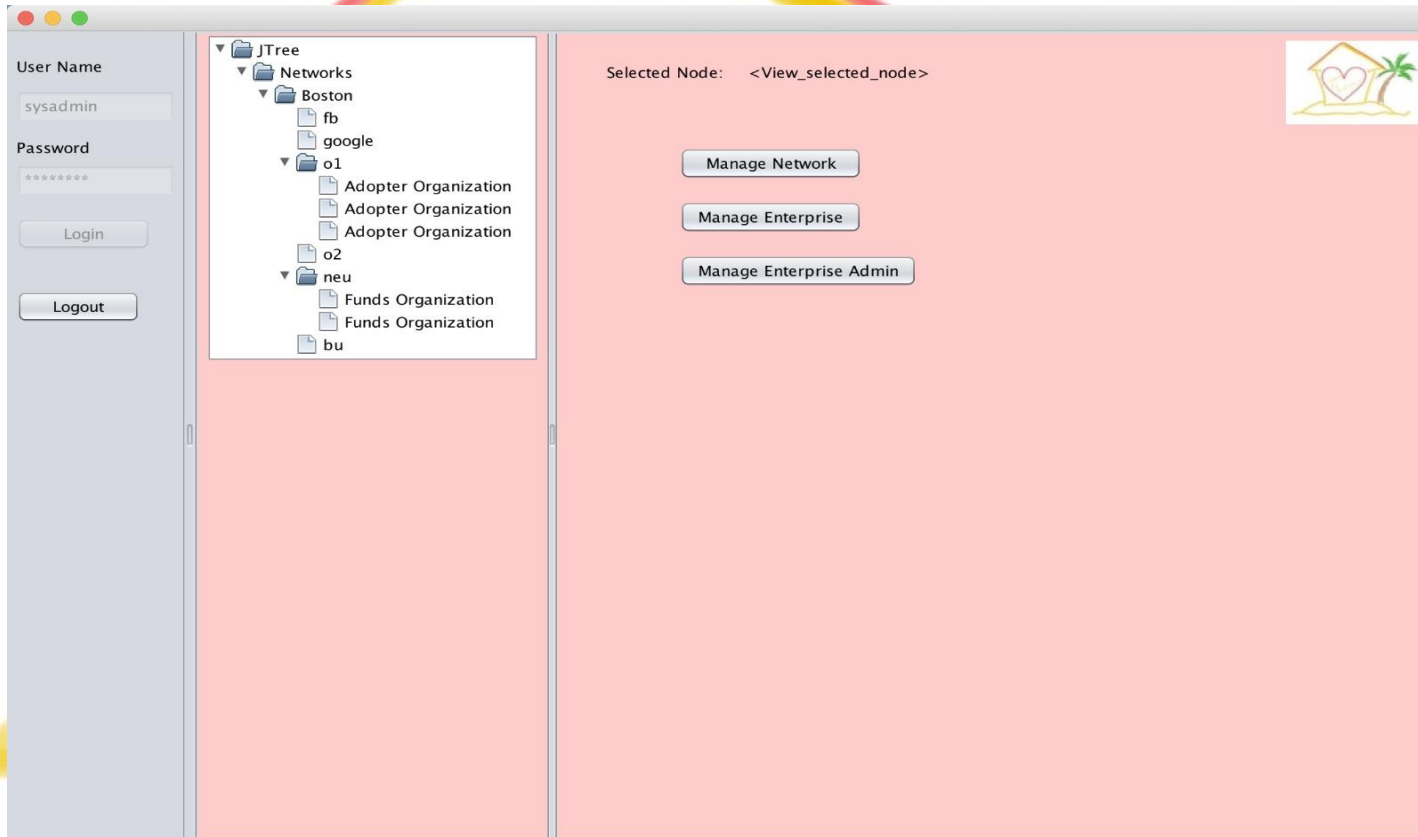 User Name
sysadmin
Password
********
Login
Logout
JTree
Networks
Boston
fb
google
o1
Adopter Organization
Adopter Organization
Adopter Organization
o2
neu
Funds Organization
Funds Organization
bu
Selected Node: <View_selected_node>
Manage Network
Manage Enterprise
Manage Enterprise Admin